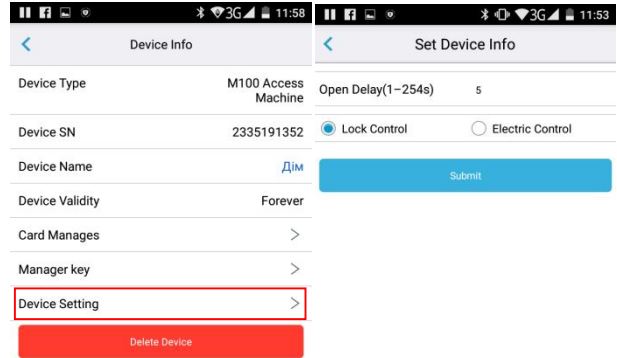 3G 11:58
Device Info
Device Type M100 Access
Machine
Device SN 2335191352
Device Name Дім
Device Validity Forever
Card Manages
Manager key
Device Setting
Delete Device
3G 11:53
Set Device Info
Open Delay(1-254s) 5
Lock Control Electric Control
Submit